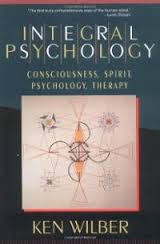 INTEGRAL
PSYCHOLOGY
CONSCIOUSNESS, SPIRIT,
PSYCHOLOGY, THERAPY
KEN WILBER